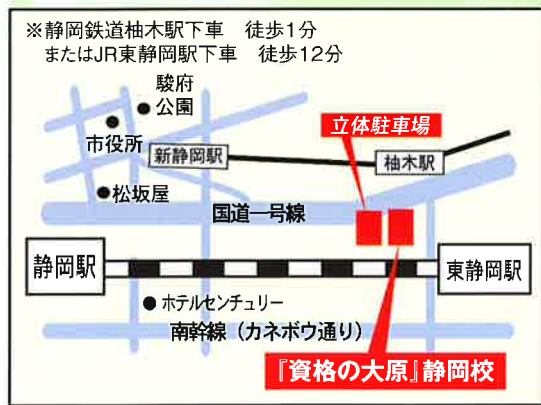 ※静岡鉄道柚木駅下車　徒歩1分
またはJR東静岡駅下車　徒歩12分
駿府
公園
市役所
新静岡駅
立体駐車場
柚木駅
松坂屋
国道一号線
静岡駅
東静岡駅
ホテルセンチュリー
南幹線（カネボウ通り）
『資格の大原』静岡校